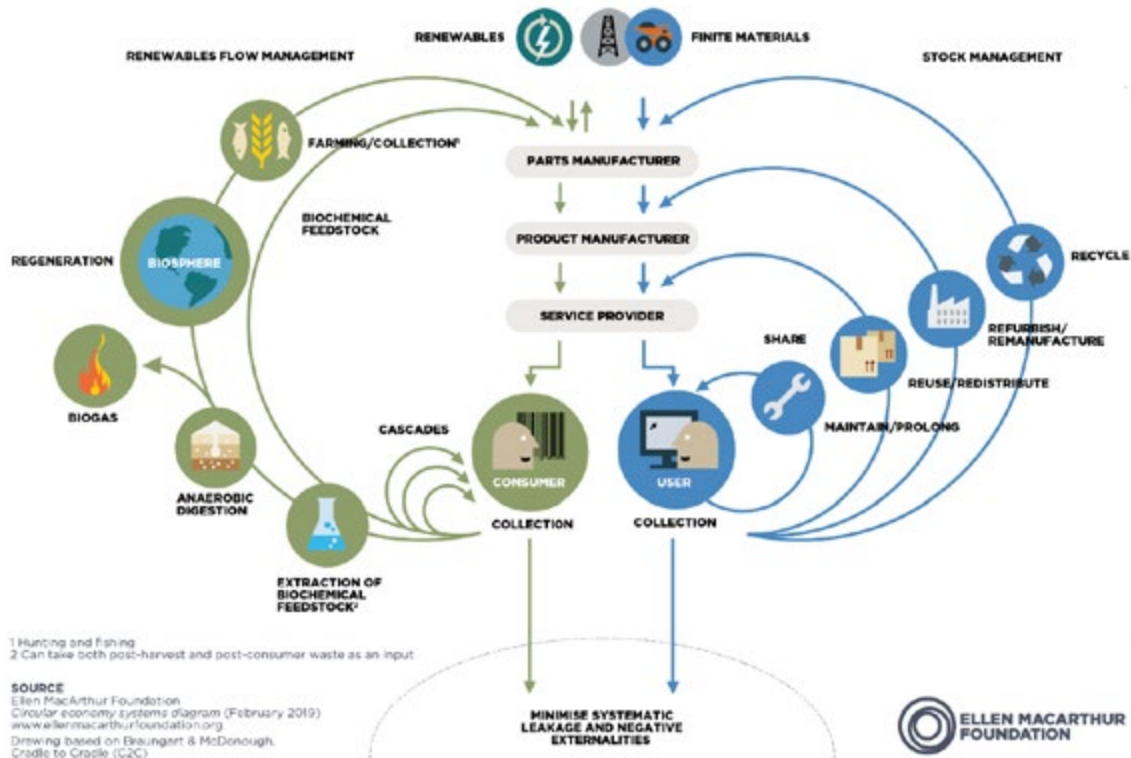 RENEWABLES
FINITE MATERIALS
RENEWABLES FLOW MANAGEMENT
STOCK MANAGEMENT
FARMING/COLLECTION¹
PARTS MANUFACTURER
BIOCHEMICAL
FEEDSTOCK
PRODUCT MANUFACTURER
REGENERATION
BIOSPHERE
RECYCLE
SERVICE PROVIDER
SHARE
REFURBISH/
REMANUFACTURE
REUSE/REDISTRIBUTE
BIOGAS
CASCADES
MAINTAIN/PROLONG
CONSUMER
USER
ANAEROBIC
DIGESTION
COLLECTION
COLLECTION
EXTRACTION OF
BIOCHEMICAL
FEEDSTOCK²
1 Hunting and fishing
2 Can take both post-harvest and post-consumer waste as an input
SOURCE
Ellen MacArthur Foundation
Circular economy systems diagram (February 2019)
www.ellenmacarthurfoundation.org
Drawing based on Braungart & McDonough,
Cradle to Cradle (C2C)
MINIMISE SYSTEMATIC
LEAKAGE AND NEGATIVE
EXTERNALITIES
ELLEN MACARTHUR
FOUNDATION